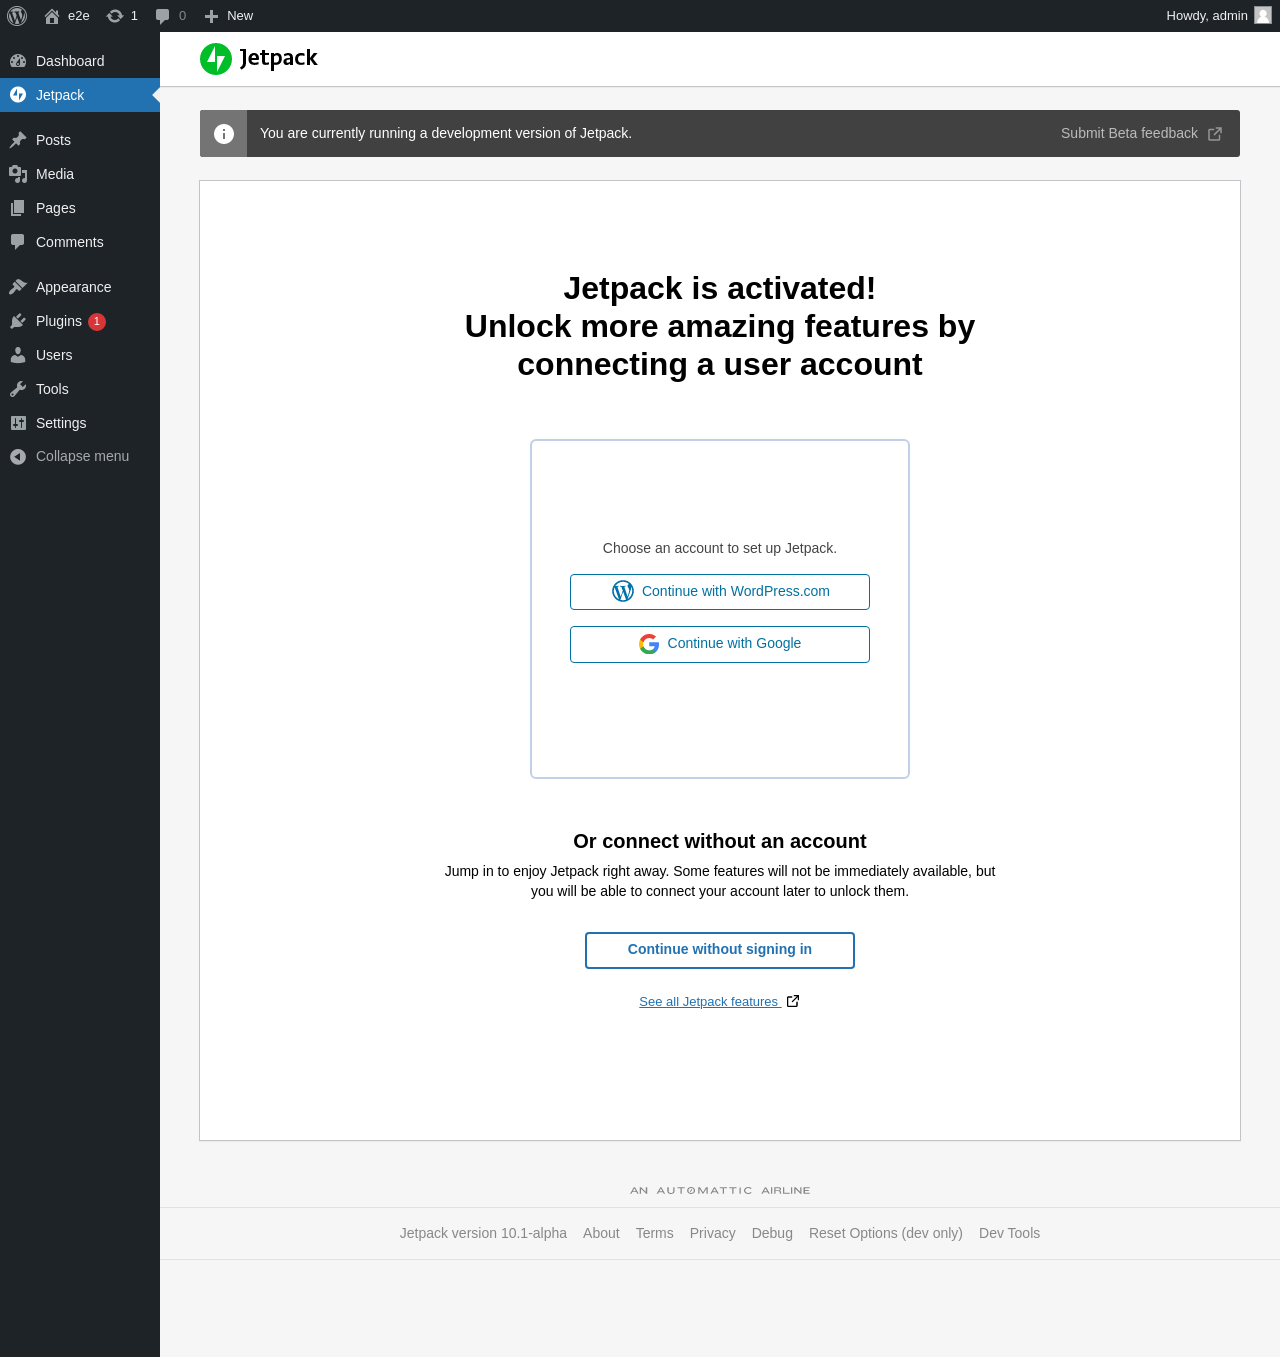 e2e 1 0 New Howdy, admin
Dashboard
Jetpack
Posts
Media
Pages
Comments
Appearance
Plugins 1
Users
Tools
Settings
Collapse menu
Jetpack
You are currently running a development version of Jetpack. Submit Beta feedback
Jetpack is activated!
Unlock more amazing features by
connecting a user account
Choose an account to set up Jetpack.
Continue with WordPress.com
Continue with Google
Or connect without an account
Jump in to enjoy Jetpack right away. Some features will not be immediately available, but
you will be able to connect your account later to unlock them.
Continue without signing in
See all Jetpack features
AN AUTOMATTIC AIRLINE
Jetpack version 10.1-alpha About Terms Privacy Debug Reset Options (dev only) Dev Tools